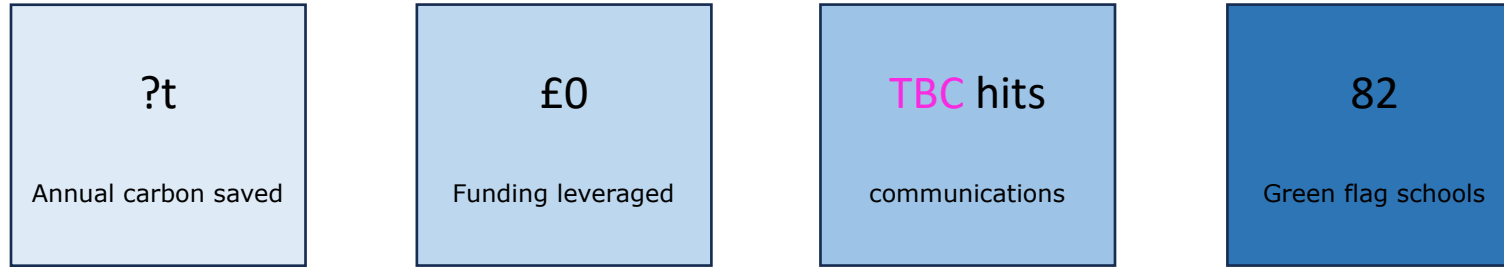 ?t
Annual carbon saved
£0
Funding leveraged
TBC hits
communications
82
Green flag schools